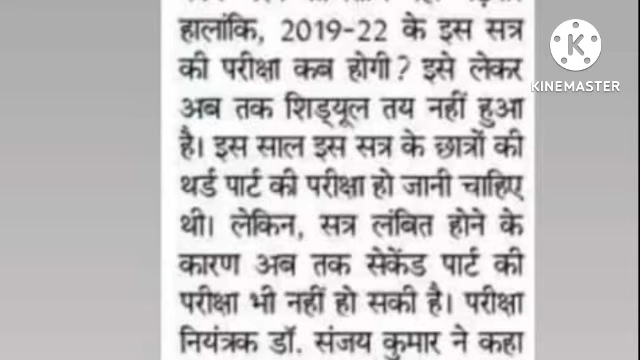 हालांकि, 2019-22 के इस सत्र
की परीक्षा कब होगी? इसे लेकर
अब तक शिड्यूल तय नहीं हुआ
है। इस साल इस सत्र के छात्रों की
थर्ड पार्ट की परीक्षा हो जानी चाहिए
थी। लेकिन, सत्र लंबित होने के
कारण अब तक सेकेंड पार्ट की
परीक्षा भी नहीं हो सकी है। परीक्षा
नियंत्रक डॉ. संजय कुमार ने कहा
K
KINEMASTER